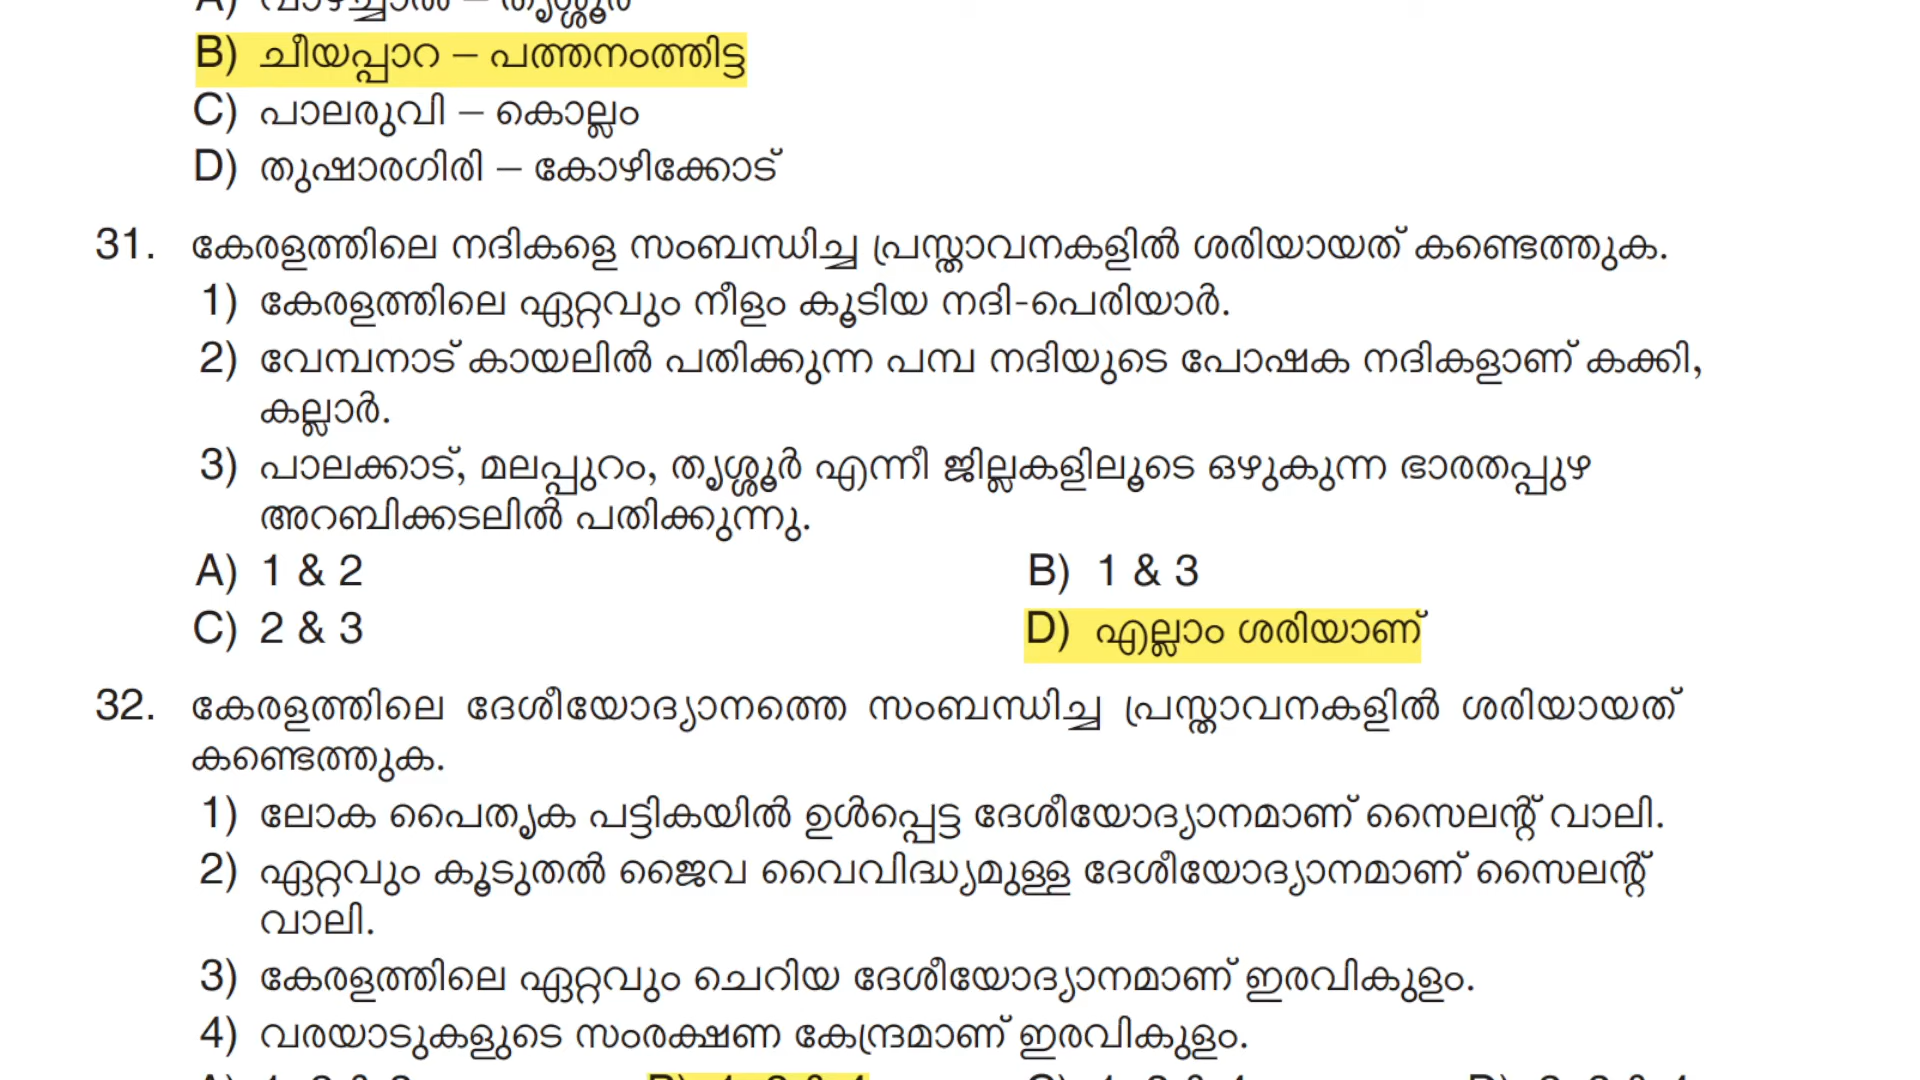 A) വാഴച്ചാൽ – തൃശ്ശൂർ
B) ചീയപ്പാറ – പത്തനംത്തിട്ട
C) പാലരുവി – കൊല്ലം
D) തുഷാരഗിരി – കോഴിക്കോട്
31. കേരളത്തിലെ നദികളെ സംബന്ധിച്ച പ്രസ്താവനകളിൽ ശരിയായത് കണ്ടെത്തുക.
1) കേരളത്തിലെ ഏറ്റവും നീളം കൂടിയ നദി-പെരിയാർ.
2) വേമ്പനാട് കായലിൽ പതിക്കുന്ന പമ്പ നദിയുടെ പോഷക നദികളാണ് കക്കി,
കല്ലാർ.
3) പാലക്കാട്, മലപ്പുറം, തൃശ്ശൂർ എന്നീ ജില്ലകളിലൂടെ ഒഴുകുന്ന ഭാരതപ്പുഴ
അറബിക്കടലിൽ പതിക്കുന്നു.
A) 1 & 2 B) 1 & 3
C) 2 & 3 D) എല്ലാം ശരിയാണ്
32. കേരളത്തിലെ ദേശീയോദ്യാനത്തെ സംബന്ധിച്ച പ്രസ്താവനകളിൽ ശരിയായത്
കണ്ടെത്തുക.
1) ലോക പൈതൃക പട്ടികയിൽ ഉൾപ്പെട്ട ദേശീയോദ്യാനമാണ് സൈലന്റ് വാലി.
2) ഏറ്റവും കൂടുതൽ ജൈവ വൈവിദ്ധ്യമുള്ള ദേശീയോദ്യാനമാണ് സൈലന്റ്
വാലി.
3) കേരളത്തിലെ ഏറ്റവും ചെറിയ ദേശീയോദ്യാനമാണ് ഇരവികുളം.
4) വരയാടുകളുടെ സംരക്ഷണ കേന്ദ്രമാണ് ഇരവികുളം.